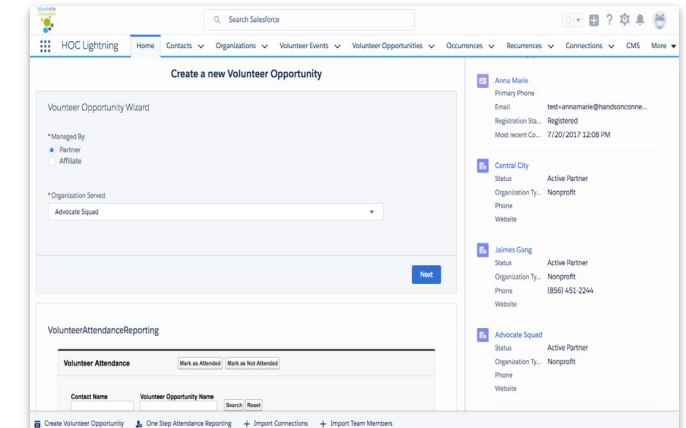 HandsOn
Connect
Search Salesforce
HOC Lightning Home Contacts Organizations Volunteer Events Volunteer Opportunities Occurrences Recurrences Connections CMS More
Create a new Volunteer Opportunity
Vounteer Opportunity Wizard
*Managed By:
Partner
Affiliate
*Organization Served
Advocate Squad
Next
VolunteerAttendanceReporting
Volunteer Attendance Mark as Attended Mark as Not Attended
Contact Name Volunteer Opportunity Name
Search Reset
Anna Marie
Primary Phone
Email test+annamarie@handsonconne...
Registration Sta... Registered
Most recent Co... 7/20/2017 12:08 PM
Central City
Status Active Partner
Organization Ty... Nonprofit
Phone
Website
Jaimes Gang
Status Active Partner
Organization Ty... Nonprofit
Phone (856) 451-2244
Website
Advocate Squad
Status Active Partner
Organization Ty... Nonprofit
Phone
Website
Create Volunteer Opportunity One Step Attendance Reporting + Import Connections + Import Team Members